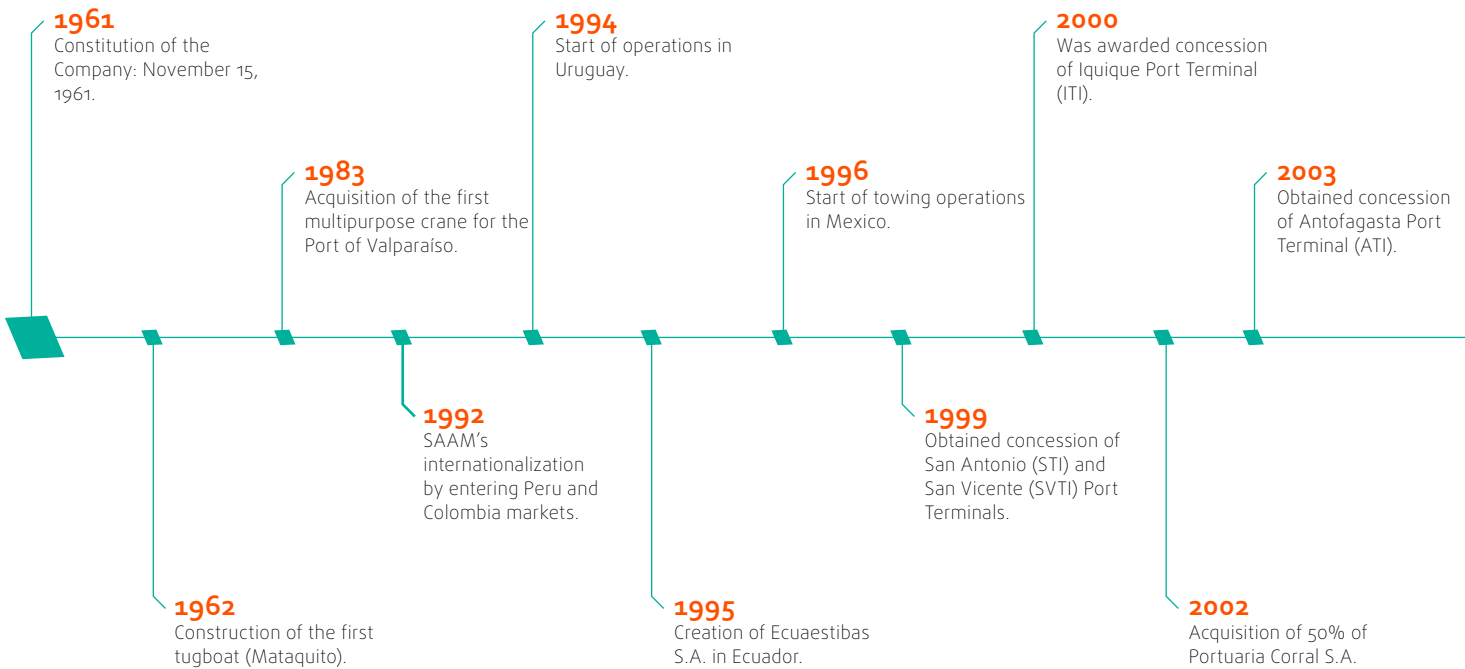 1961
Constitution of the
Company: November 15,
1961.
1962
Construction of the first
tugboat (Mataquito).
1983
Acquisition of the first
multipurpose crane for the
Port of Valparaíso.
1992
SAAM's
internationalization
by entering Peru and
Colombia markets.
1994
Start of operations in
Uruguay.
1995
Creation of Ecuaestibas
S.A. in Ecuador.
1996
Start of towing operations
in Mexico.
1999
Obtained concession of
San Antonio (STI) and
San Vicente (SVTI) Port
Terminals.
2000
Was awarded concession
of Iquique Port Terminal
(ITI).
2002
Acquisition of 50% of
Portuaria Corral S.A.
2003
Obtained concession
of Antofagasta Port
Terminal (ATI).